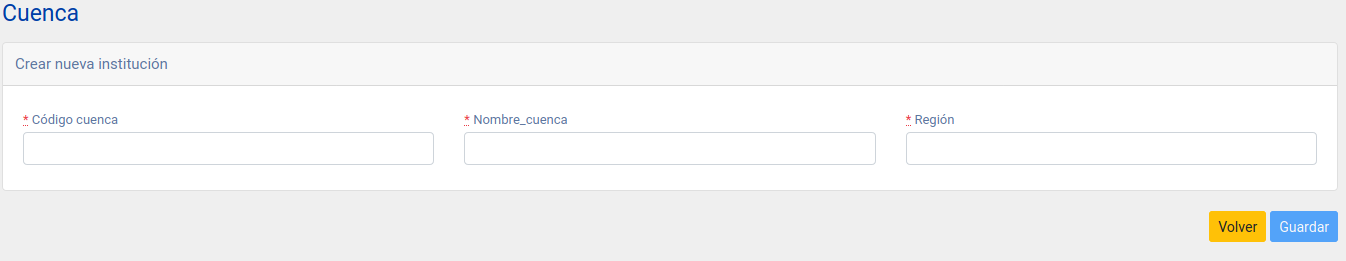 Cuenca
Crear nueva institución
* Código cuenca
* Nombre_cuenca
* Región
Volver
Guardar